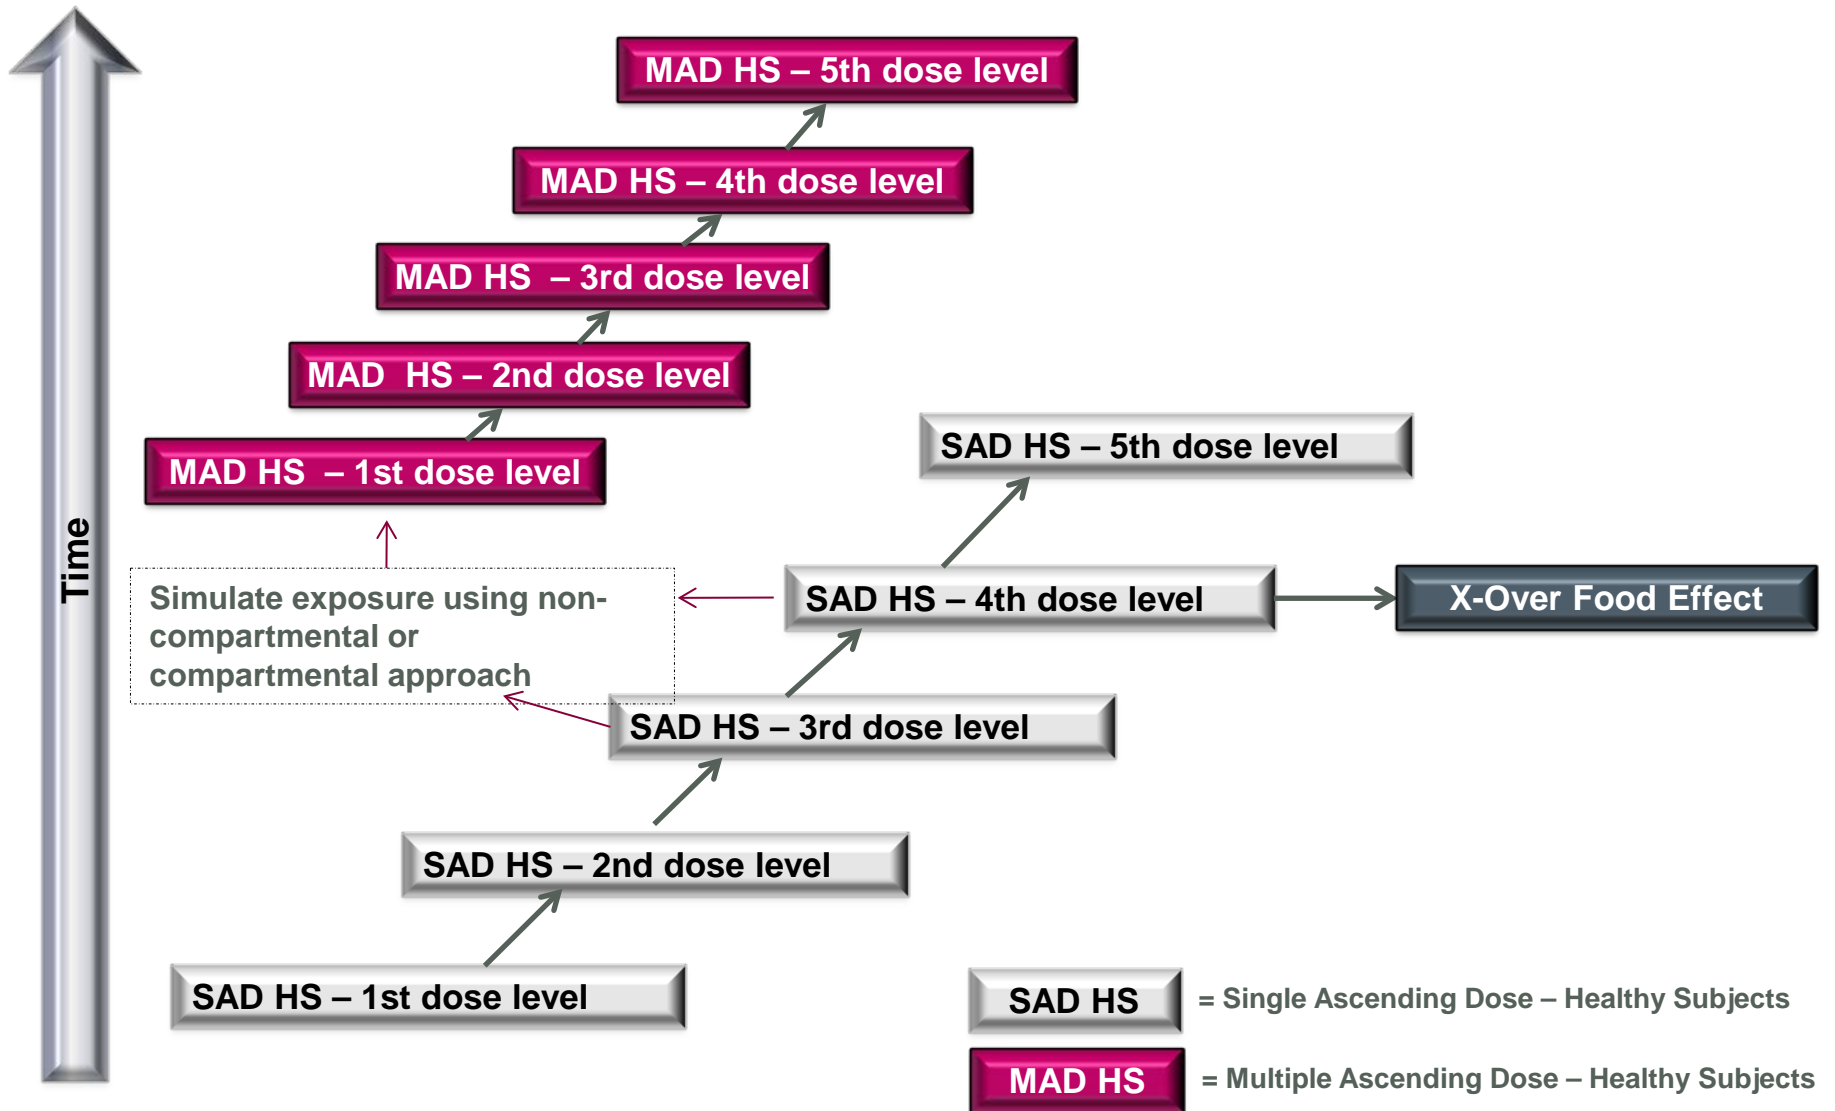 MAD HS – 5th dose level
MAD HS – 4th dose level
MAD HS – 3rd dose level
MAD HS – 2nd dose level
SAD HS – 5th dose level
MAD HS – 1st dose level
Time
Simulate exposure using non-
compartmental or
compartmental approach
SAD HS – 4th dose level
X-Over Food Effect
SAD HS – 3rd dose level
SAD HS – 2nd dose level
SAD HS – 1st dose level
SAD HS = Single Ascending Dose – Healthy Subjects
MAD HS = Multiple Ascending Dose – Healthy Subjects